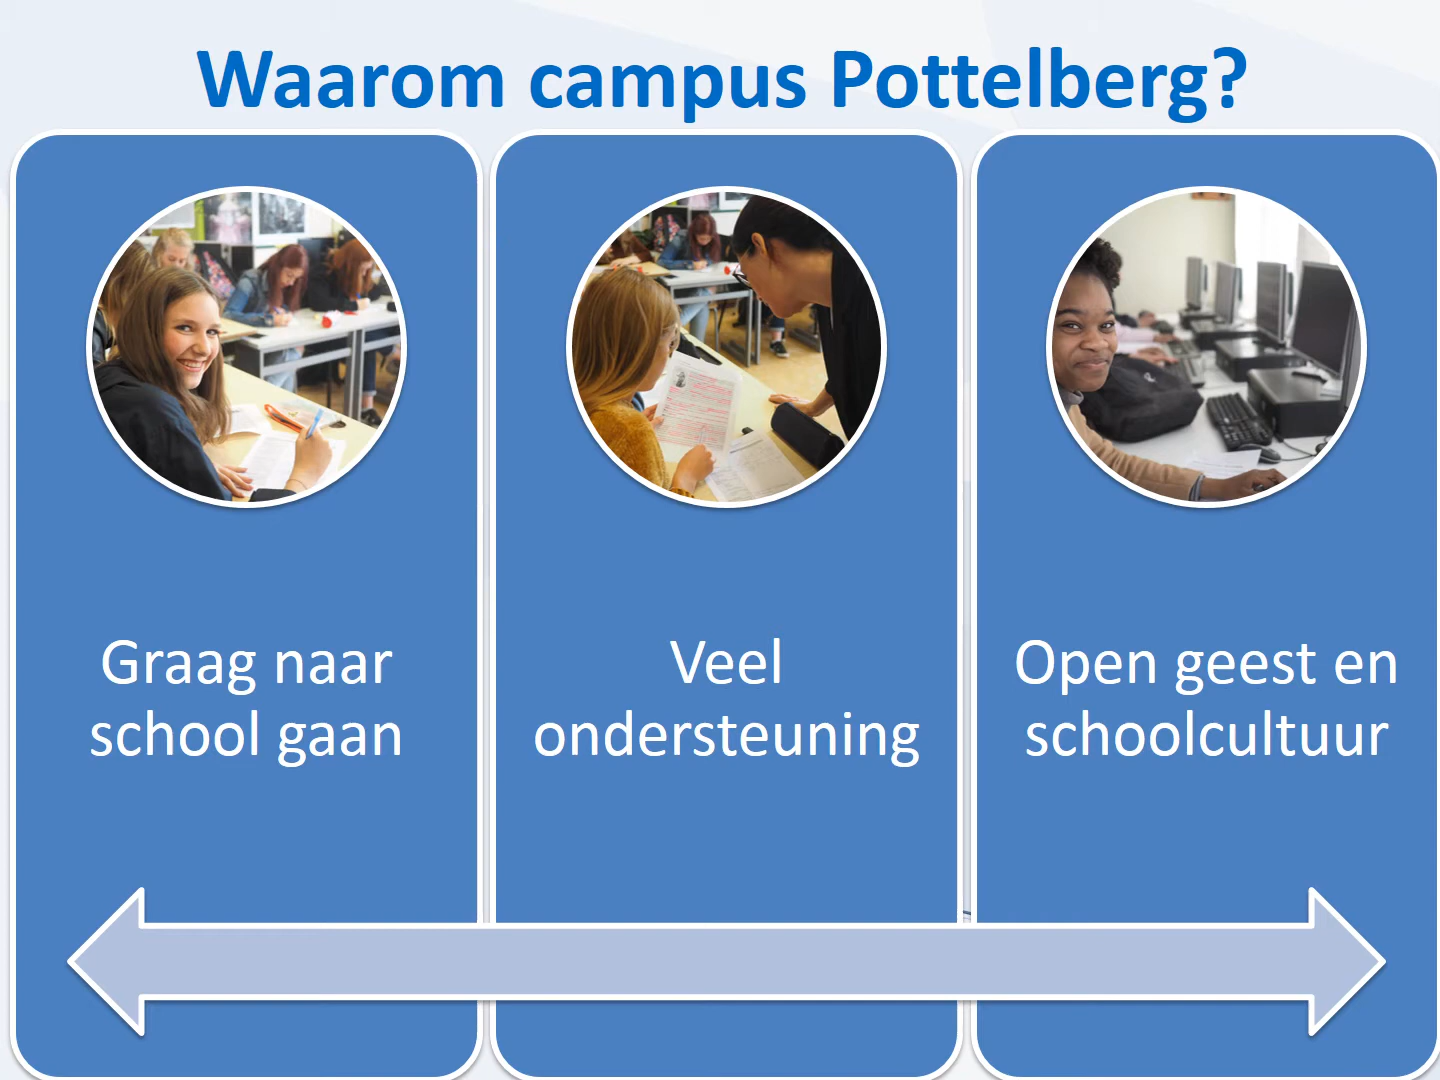 Waarom campus Pottelberg?
Graag naar
school gaan
Veel
ondersteuning
Open geest en
schoolcultuur